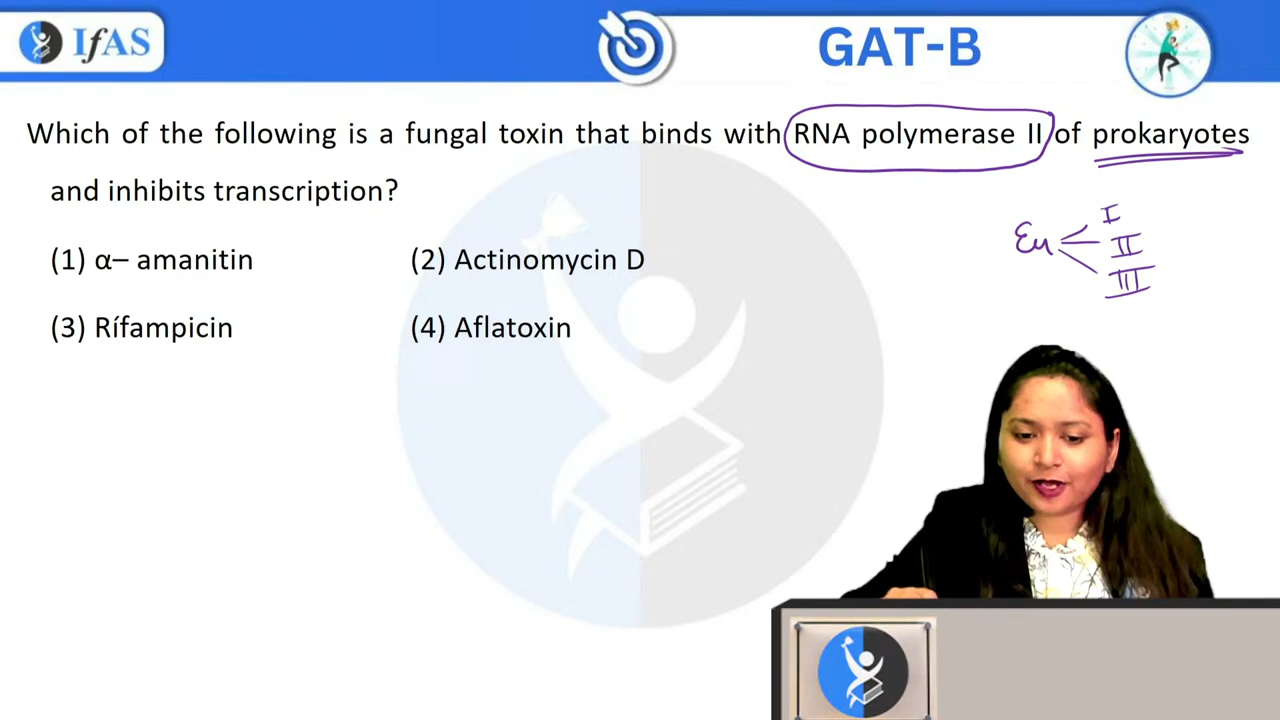 IfAS
GAT-B
Which of the following is a fungal toxin that binds with RNA polymerase II of prokaryotes
and inhibits transcription?
I
Eu II
III
(1) α– amanitin (2) Actinomycin D
(3) Rífampicin (4) Aflatoxin